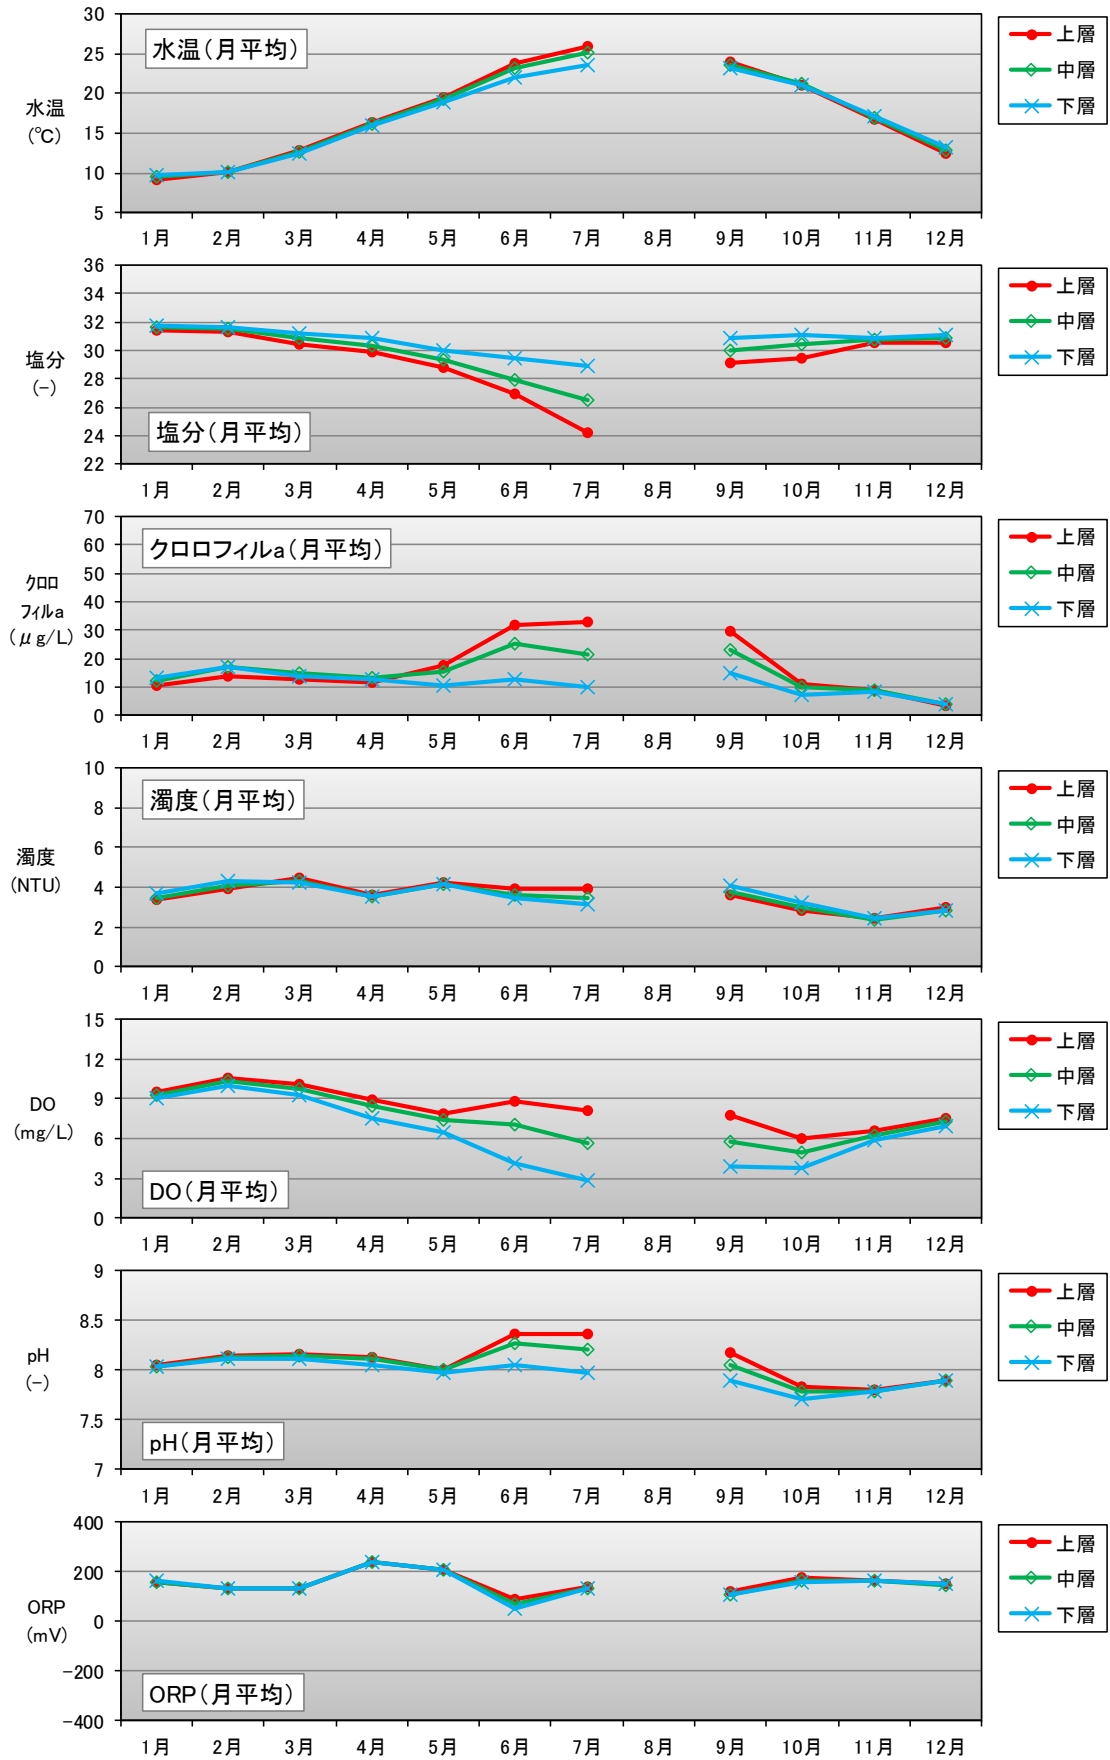 水温(月平均)
水温
(℃)
30
25
20
15
10
5
1月 2月 3月 4月 5月 6月 7月 8月 9月 10月 11月 12月
上層
中層
下層
塩分(月平均)
塩分
(−)
36
34
32
30
28
26
24
22
1月 2月 3月 4月 5月 6月 7月 8月 9月 10月 11月 12月
上層
中層
下層
クロロフィルa(月平均)
クロロ
フィルa
(μg/L)
70
60
50
40
30
20
10
0
1月 2月 3月 4月 5月 6月 7月 8月 9月 10月 11月 12月
上層
中層
下層
濁度(月平均)
濁度
(NTU)
10
8
6
4
2
0
1月 2月 3月 4月 5月 6月 7月 8月 9月 10月 11月 12月
上層
中層
下層
DO(月平均)
DO
(mg/L)
15
12
9
6
3
0
1月 2月 3月 4月 5月 6月 7月 8月 9月 10月 11月 12月
上層
中層
下層
pH(月平均)
pH
(−)
9
8.5
8
7.5
7
1月 2月 3月 4月 5月 6月 7月 8月 9月 10月 11月 12月
上層
中層
下層
ORP(月平均)
ORP
(mV)
400
200
0
−200
−400
1月 2月 3月 4月 5月 6月 7月 8月 9月 10月 11月 12月
上層
中層
下層